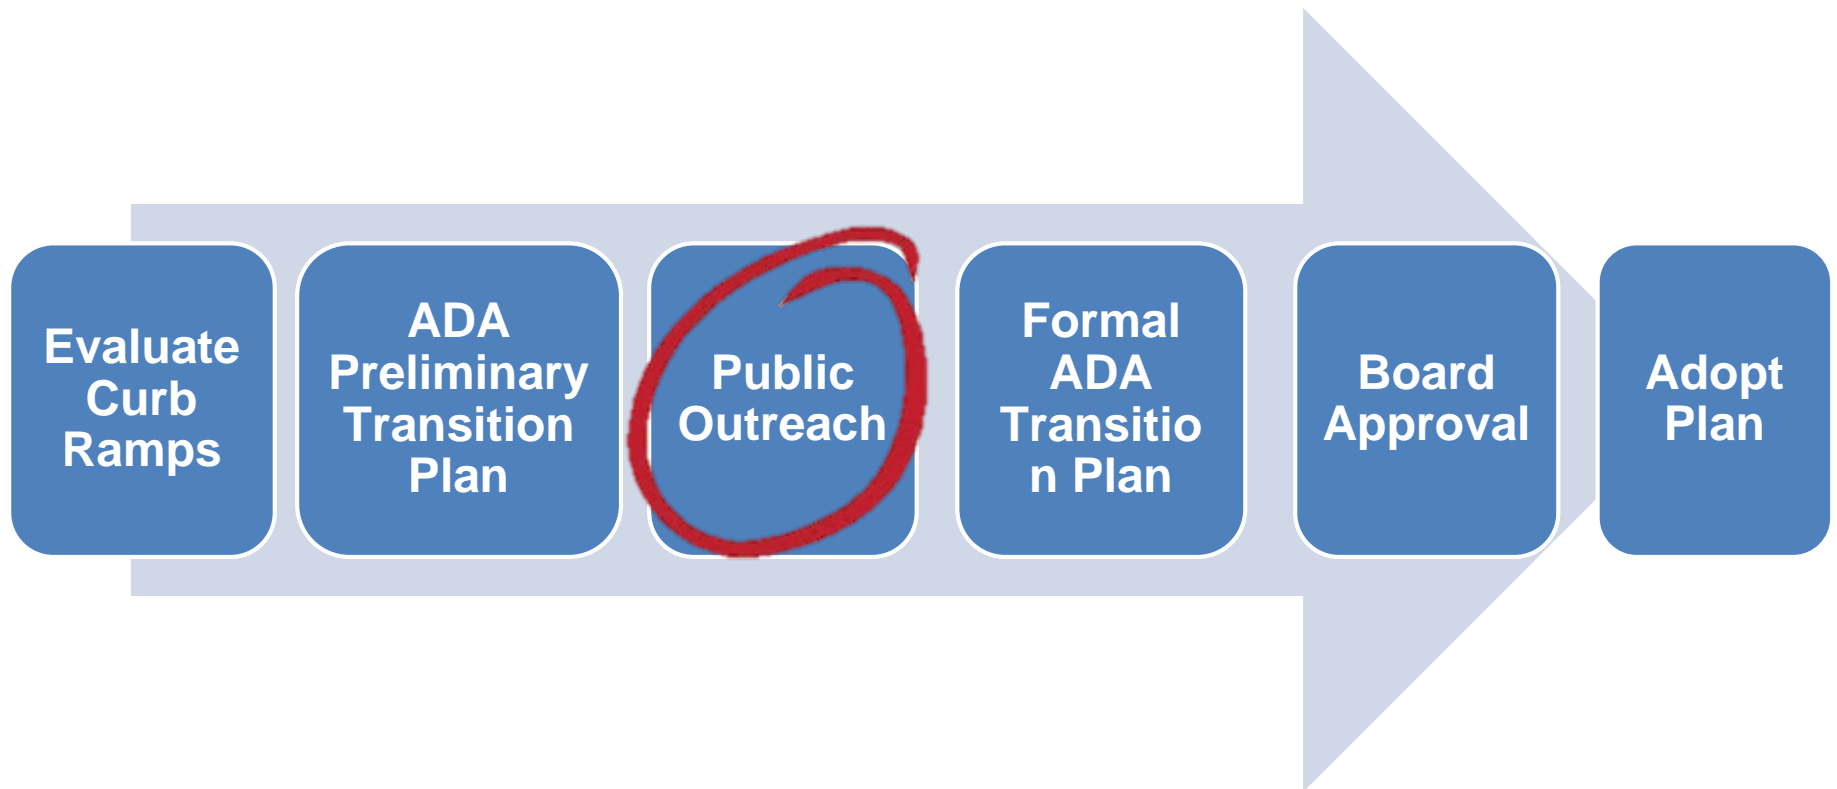 Evaluate
Curb
Ramps
ADA
Preliminary
Transition
Plan
Public
Outreach
Formal
ADA
Transitio
n Plan
Board
Approval
Adopt
Plan